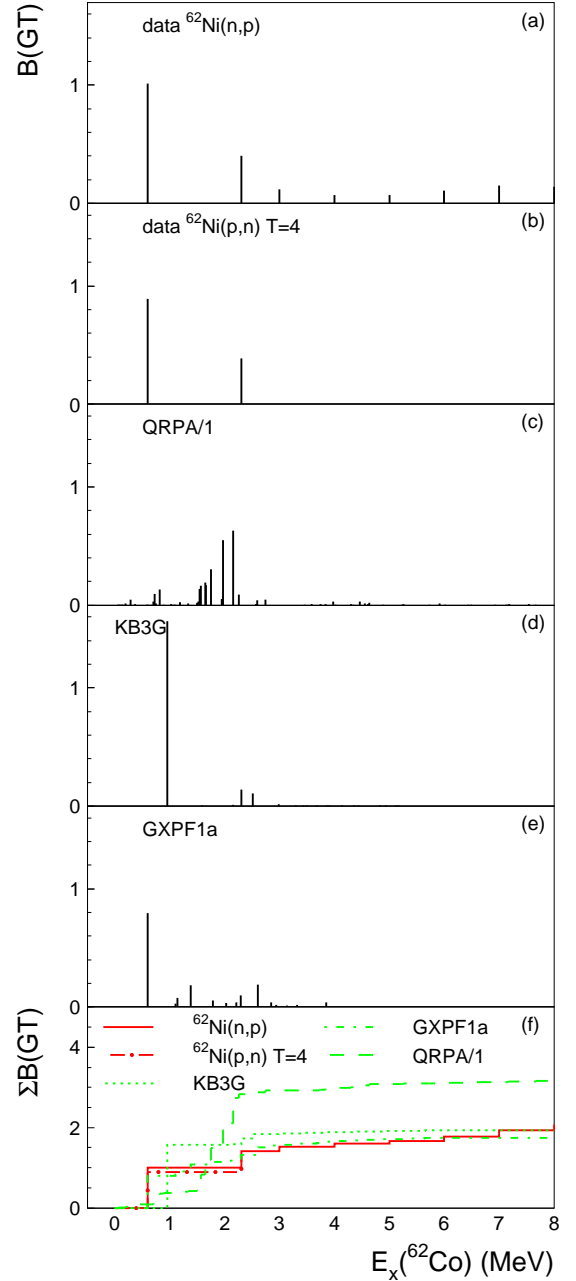 B(GT)
data ⁶²Ni(n,p)
(a)
1
0
data ⁶²Ni(p,n) T=4
(b)
1
0
QRPA/1
(c)
1
0
KB3G
(d)
1
0
GXPF1a
(e)
1
0
ΣB(GT)
⁶²Ni(n,p)
GXPF1a
(f)
⁶²Ni(p,n) T=4
QRPA/1
KB3G
4
2
0
0 1 2 3 4 5 6 7 8
Eₓ(⁶²Co) (MeV)